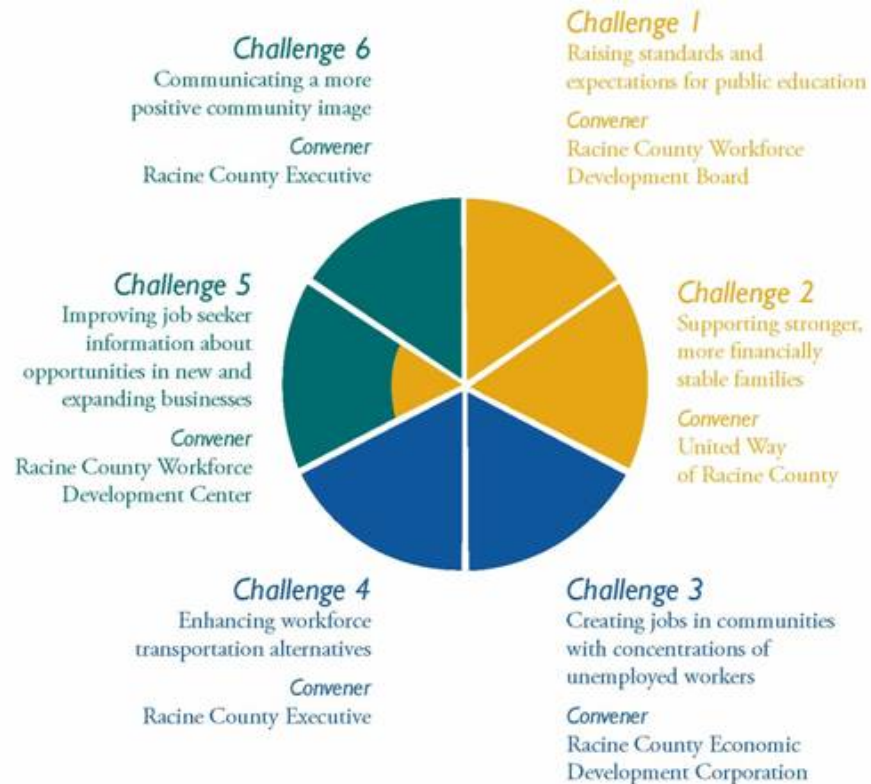 Challenge 1
Raising standards and
expectations for public education
Convener
Racine County Workforce
Development Board
Challenge 2
Supporting stronger,
more financially
stable families
Convener
United Way
of Racine County
Challenge 3
Creating jobs in communities
with concentrations of
unemployed workers
Convener
Racine County Economic
Development Corporation
Challenge 4
Enhancing workforce
transportation alternatives
Convener
Racine County Executive
Challenge 5
Improving job seeker
information about
opportunities in new and
expanding businesses
Convener
Racine County Workforce
Development Center
Challenge 6
Communicating a more
positive community image
Convener
Racine County Executive